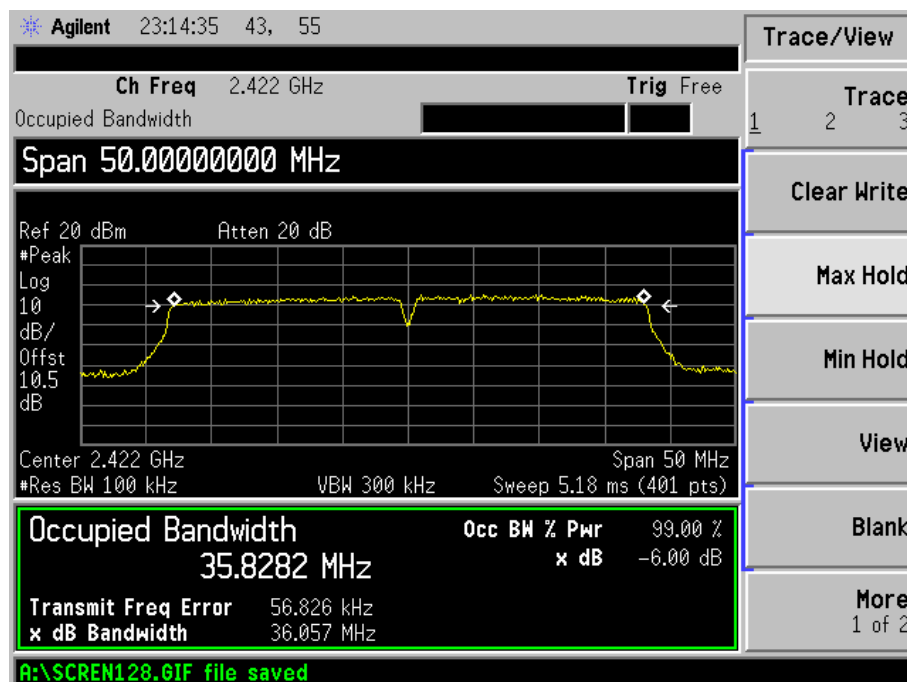 Agilent 23:14:35 43, 55
Trace/View
Ch Freq 2.422 GHz Trig Free
Occupied Bandwidth
Trace
1 2 3
Span 50.00000000 MHz
Clear Write
Ref 20 dBm Atten 20 dB
#Peak
Log
10
dB/
Offst
10.5
dB
Max Hold
Min Hold
Center 2.422 GHz Span 50 MHz
#Res BW 100 kHz VBW 300 kHz Sweep 5.18 ms (401 pts)
View
Occupied Bandwidth Occ BW % Pwr 99.00 %
35.8282 MHz x dB -6.00 dB
Blank
Transmit Freq Error 56.826 kHz
x dB Bandwidth 36.057 MHz
More
1 of 2
A:\SCREN128.GIF file saved